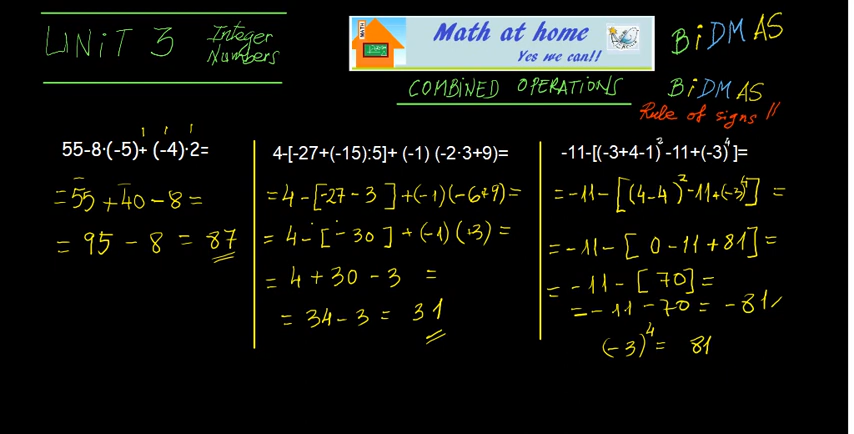 UNIT 3
Integer
Numbers
MATH
Math at home
Yes we can!!
BiDMAS
COMBINED OPERATIONS
BiDMAS
Rule of signs !!
55-8·(-5)+ (-4)·2=
= 55 + 40 - 8 =
= 95 - 8 = 87
4-[-27+(-15):5]+ (-1) (-2·3+9)=
= 4 - [-27 - 3] + (-1)(-6+9) =
= 4 - [-30] + (-1)(+3) =
= 4 + 30 - 3 =
= 34 - 3 = 31
-11-[(-3+4-1)²-11+(-3)⁴]=
= -11 - [(4-4)² - 11 + (-3)⁴] =
= -11 - [0 - 11 + 81] =
= -11 - [70] =
= -11 - 70 = -81
(-3)⁴ = 81